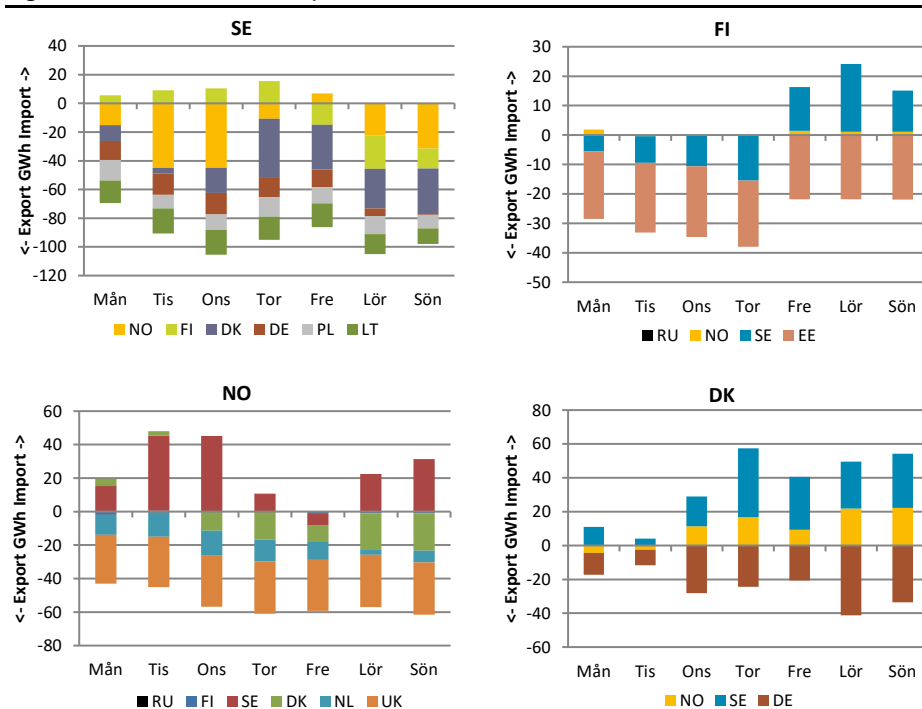 SE
<- Export GWh Import ->
40
20
0
-20
-40
-60
-80
-100
-120
Mån Tis Ons Tor Fre Lör Sön
NO FI DK DE PL LT
FI
<- Export GWh Import ->
30
20
10
0
-10
-20
-30
-40
-50
Mån Tis Ons Tor Fre Lör Sön
RU NO SE EE
NO
<- Export GWh Import ->
60
40
20
0
-20
-40
-60
-80
Mån Tis Ons Tor Fre Lör Sön
RU FI SE DK NL UK
DK
<- Export GWh Import ->
80
60
40
20
0
-20
-40
-60
Mån Tis Ons Tor Fre Lör Sön
NO SE DE